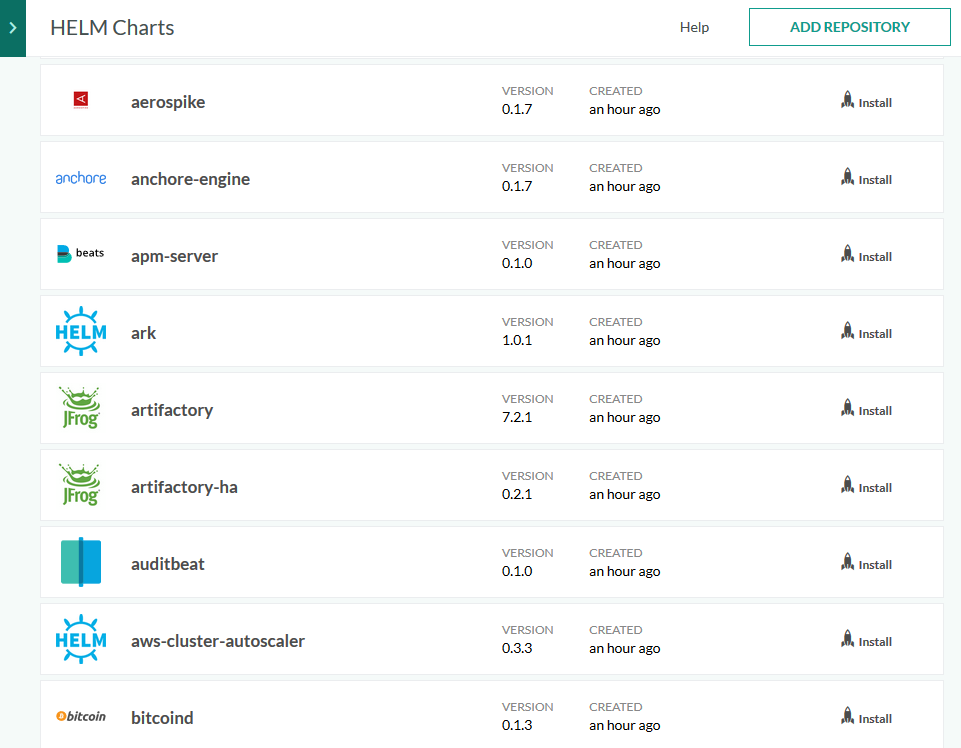 HELM Charts
Help
ADD REPOSITORY
aerospike
VERSION
0.1.7
CREATED
an hour ago
Install
anchore
anchore-engine
VERSION
0.1.7
CREATED
an hour ago
Install
beats
apm-server
VERSION
0.1.0
CREATED
an hour ago
Install
HELM
ark
VERSION
1.0.1
CREATED
an hour ago
Install
JFrog
artifactory
VERSION
7.2.1
CREATED
an hour ago
Install
JFrog
artifactory-ha
VERSION
0.2.1
CREATED
an hour ago
Install
auditbeat
VERSION
0.1.0
CREATED
an hour ago
Install
HELM
aws-cluster-autoscaler
VERSION
0.3.3
CREATED
an hour ago
Install
bitcoin
bitcoind
VERSION
0.1.3
CREATED
an hour ago
Install